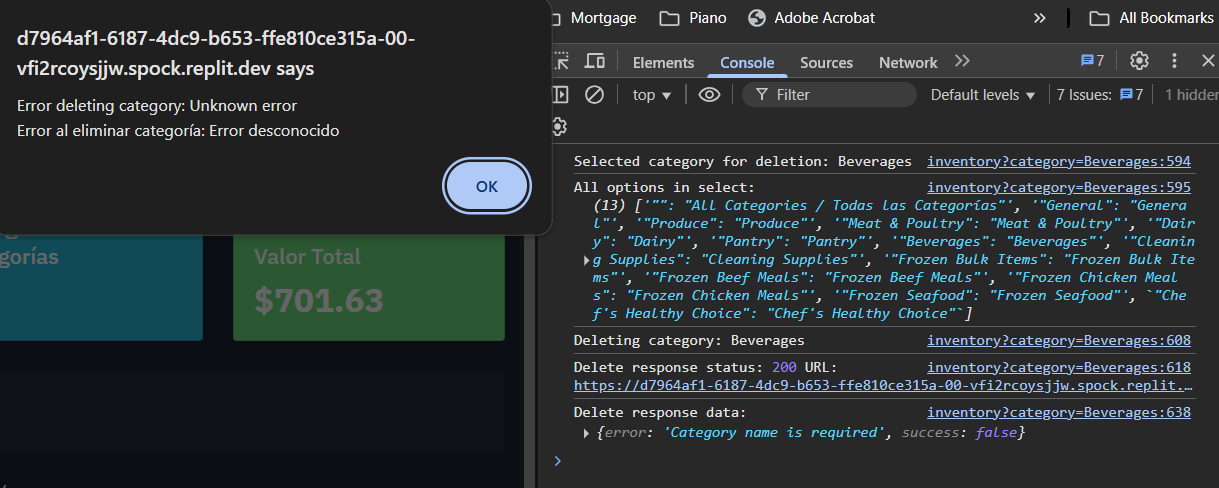 Mortgage Piano Adobe Acrobat » All Bookmarks
d7964af1-6187-4dc9-b653-ffe810ce315a-00-
vfi2rcoysjjw.spock.replit.dev says
Error deleting category: Unknown error
Error al eliminar categoría: Error desconocido
OK
gorías
Valor Total
$701.63
Elements Console Sources Network » 7
top Filter Default levels 7 Issues: 7 1 hidden
Selected category for deletion: Beverages inventory?category=Beverages:594
All options in select: inventory?category=Beverages:595
(13) ['"": "All Categories / Todas las Categorías"', '"General": "Gener
l"', '"Produce": "Produce"', '"Meat & Poultry": "Meat & Poultry"', '"Dair
y": "Dairy"', '"Pantry": "Pantry"', '"Beverages": "Beverages"', '"Cleanin
g Supplies": "Cleaning Supplies"', '"Frozen Bulk Items": "Frozen Bulk Ite
ms"', '"Frozen Beef Meals": "Frozen Beef Meals"', '"Frozen Chicken Meal
s": "Frozen Chicken Meals"', '"Frozen Seafood": "Frozen Seafood"', `"Che
f's Healthy Choice": "Chef's Healthy Choice"`]
Deleting category: Beverages inventory?category=Beverages:608
Delete response status: 200 URL: inventory?category=Beverages:618
https://d7964af1-6187-4dc9-b653-ffe810ce315a-00-vfi2rcoysjjw.spock.replit.…
Delete response data: inventory?category=Beverages:638
{error: 'Category name is required', success: false}